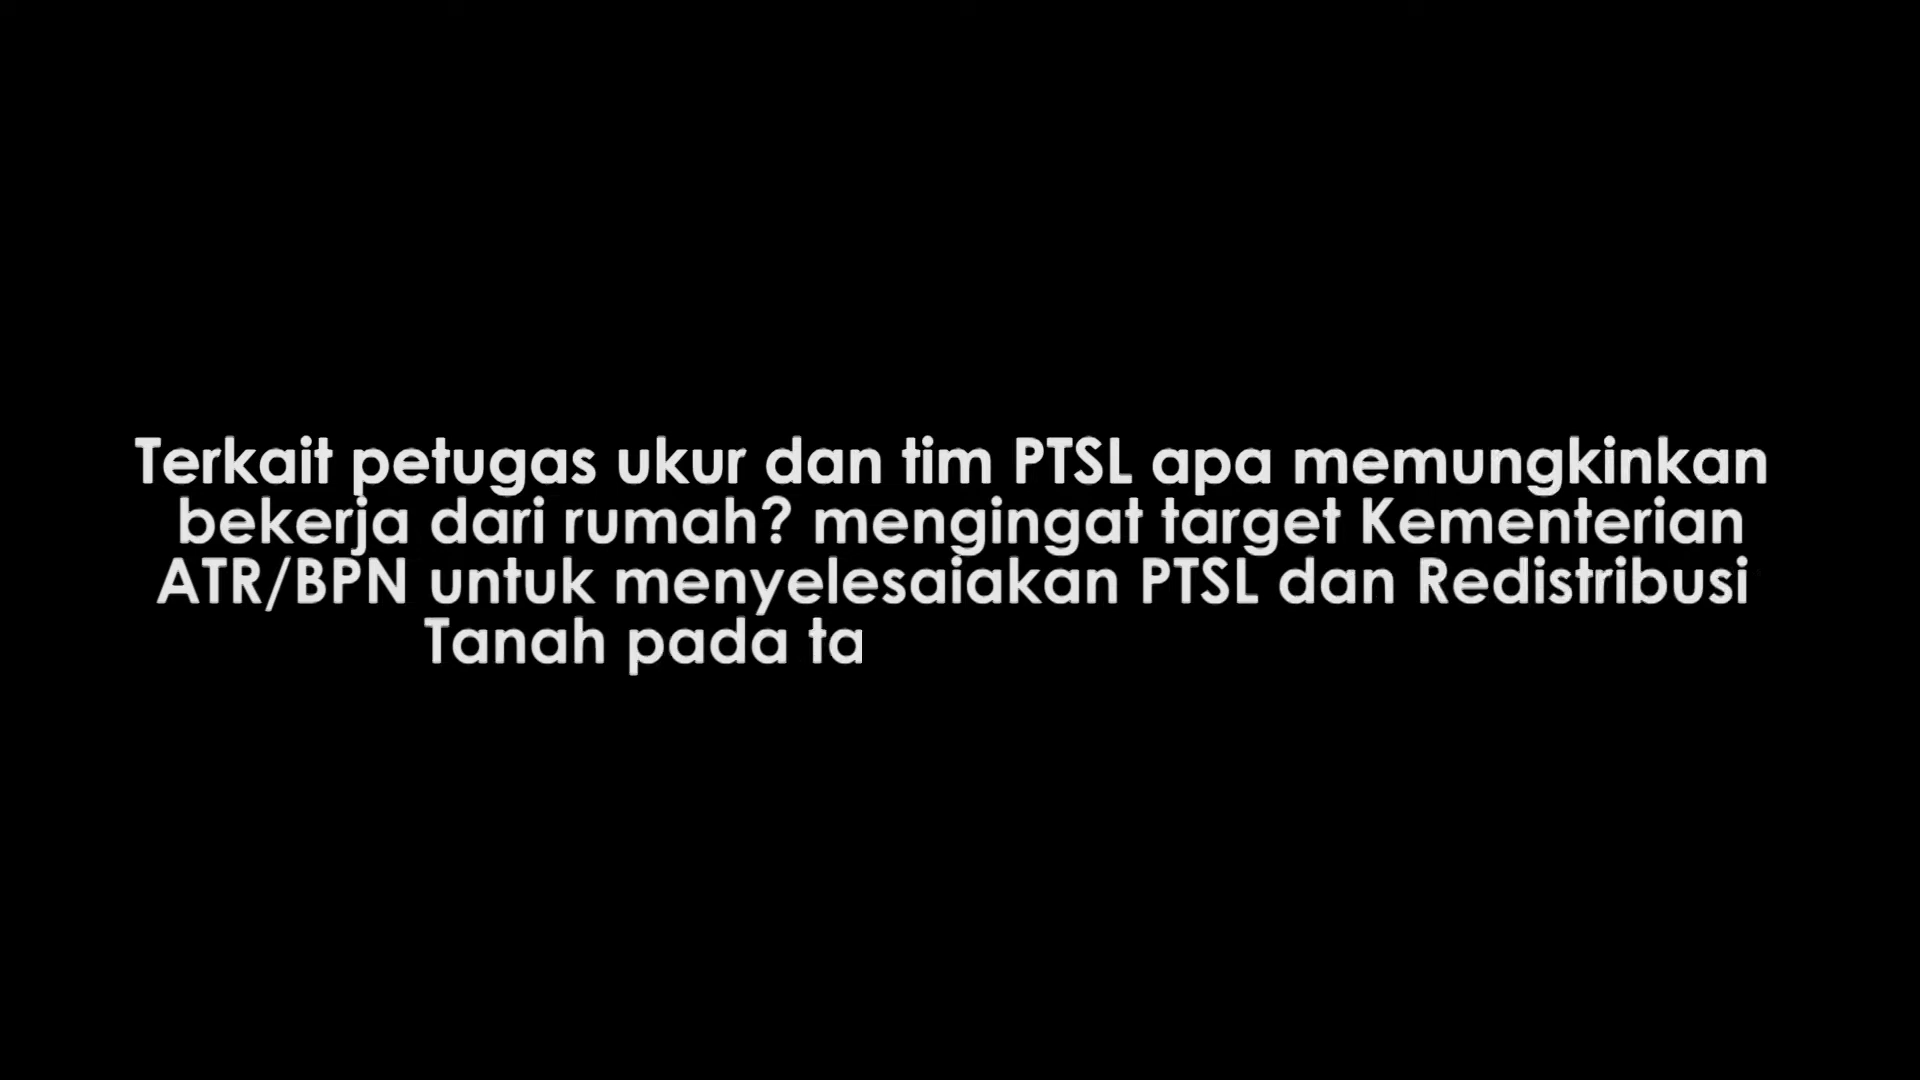 Terkait petugas ukur dan tim PTSL apa memungkinkan
bekerja dari rumah? mengingat target Kementerian
ATR/BPN untuk menyelesaiakan PTSL dan Redistribusi
Tanah pada ta